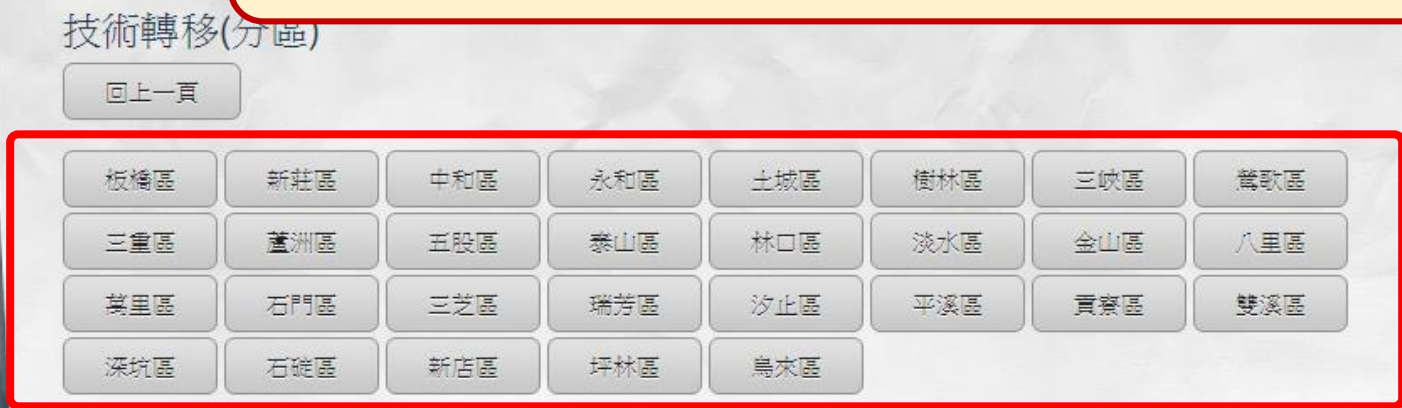 技術轉移(分區)
回上一頁
板橋區 新莊區 中和區 永和區 土城區 樹林區 三峽區 鶯歌區
三重區 蘆洲區 五股區 泰山區 林口區 淡水區 金山區 八里區
萬里區 石門區 三芝區 瑞芳區 汐止區 平溪區 貢寮區 雙溪區
深坑區 石碇區 新店區 坪林區 烏來區